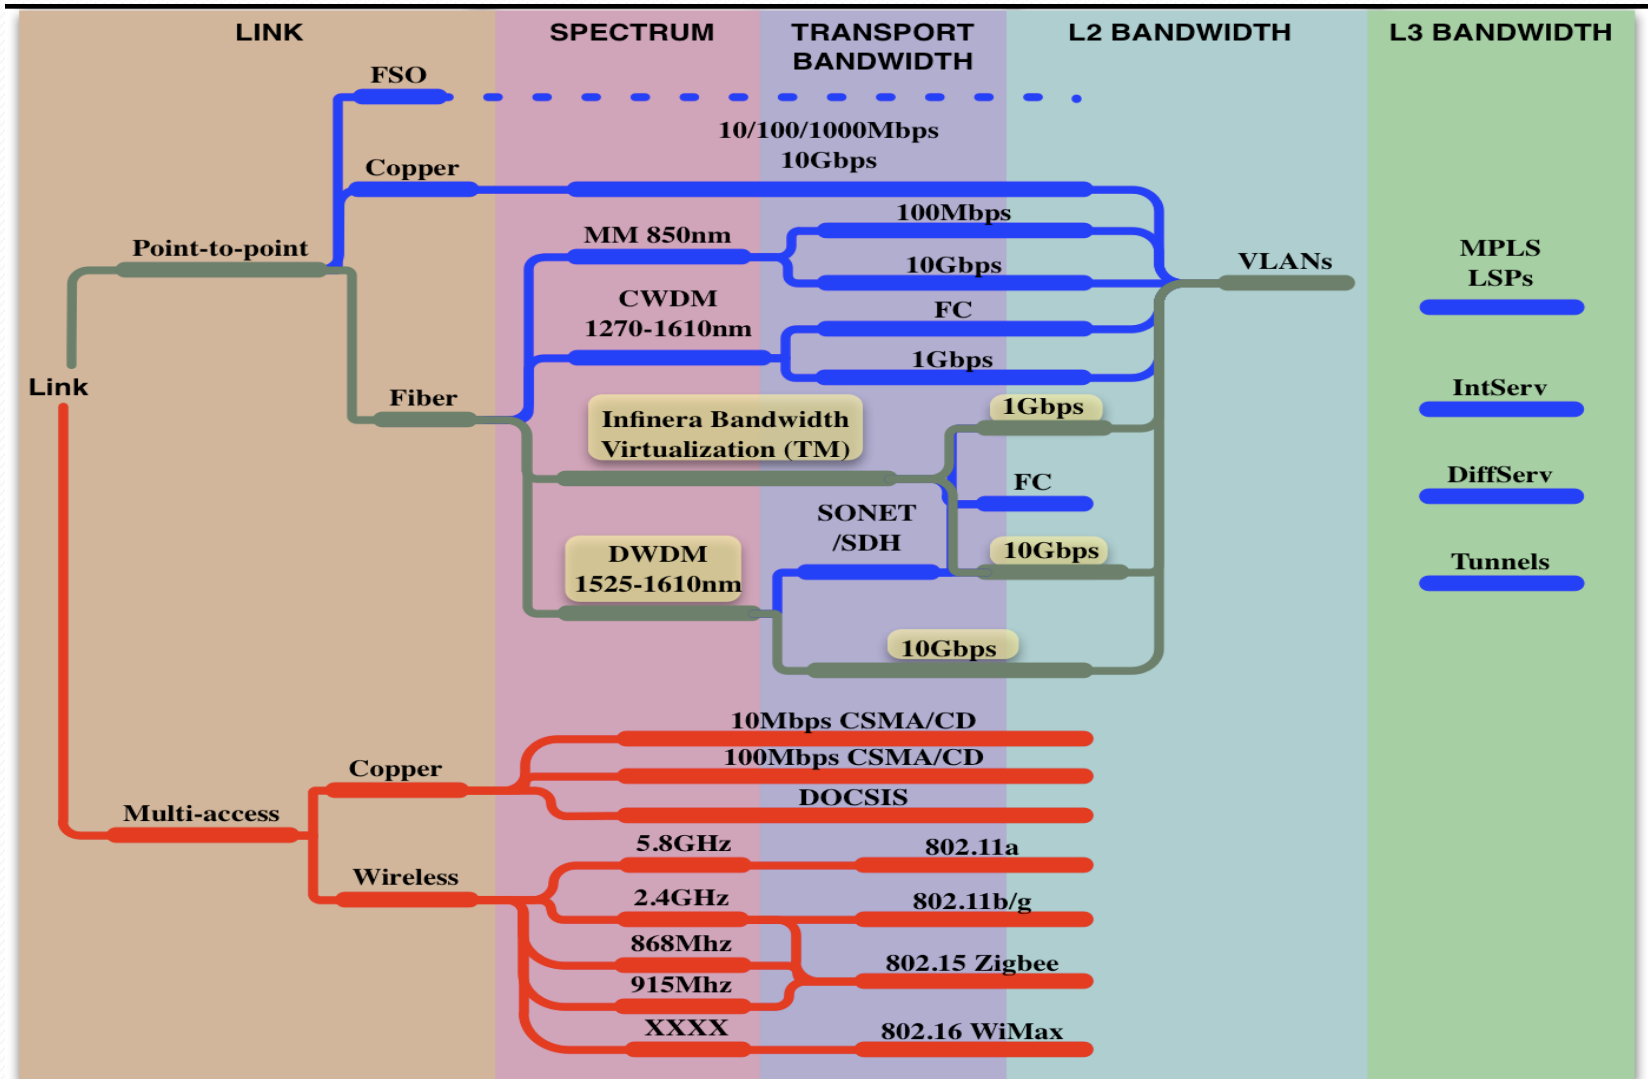 LINK
SPECTRUM
TRANSPORT
BANDWIDTH
L2 BANDWIDTH
L3 BANDWIDTH
FSO
10/100/1000Mbps
10Gbps
Copper
100Mbps
MM 850nm
Point-to-point
10Gbps
VLANs
MPLS
LSPs
CWDM
1270-1610nm
FC
1Gbps
Link
Fiber
IntServ
1Gbps
Infinera Bandwidth
Virtualization (TM)
FC
DiffServ
SONET
/SDH
10Gbps
DWDM
1525-1610nm
Tunnels
10Gbps
10Mbps CSMA/CD
100Mbps CSMA/CD
Copper
DOCSIS
Multi-access
5.8GHz
802.11a
Wireless
2.4GHz
802.11b/g
868Mhz
802.15 Zigbee
915Mhz
XXXX
802.16 WiMax